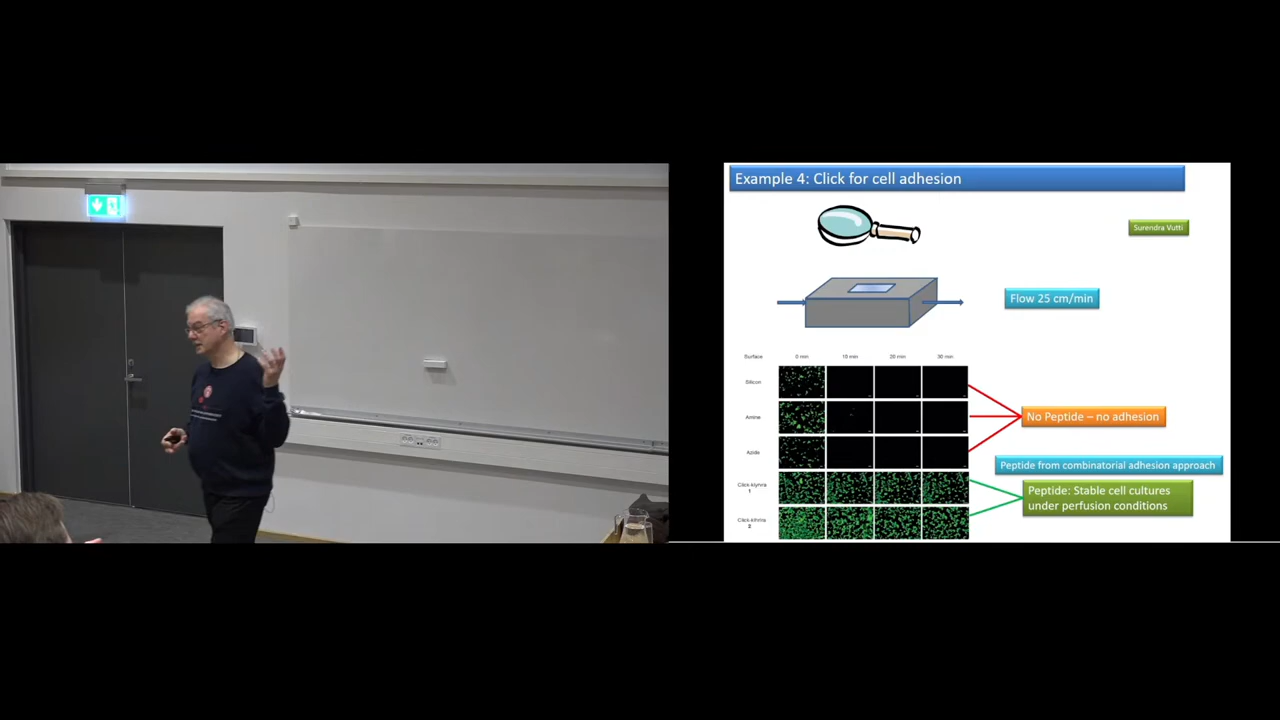 Example 4: Click for cell adhesion
Surendra Vutti
Flow 25 cm/min
Surface 0 min 10 min 20 min 30 min
Silicon
Amine
Azide
No Peptide – no adhesion
Peptide from combinatorial adhesion approach
1
Peptide: Stable cell cultures
under perfusion conditions
2